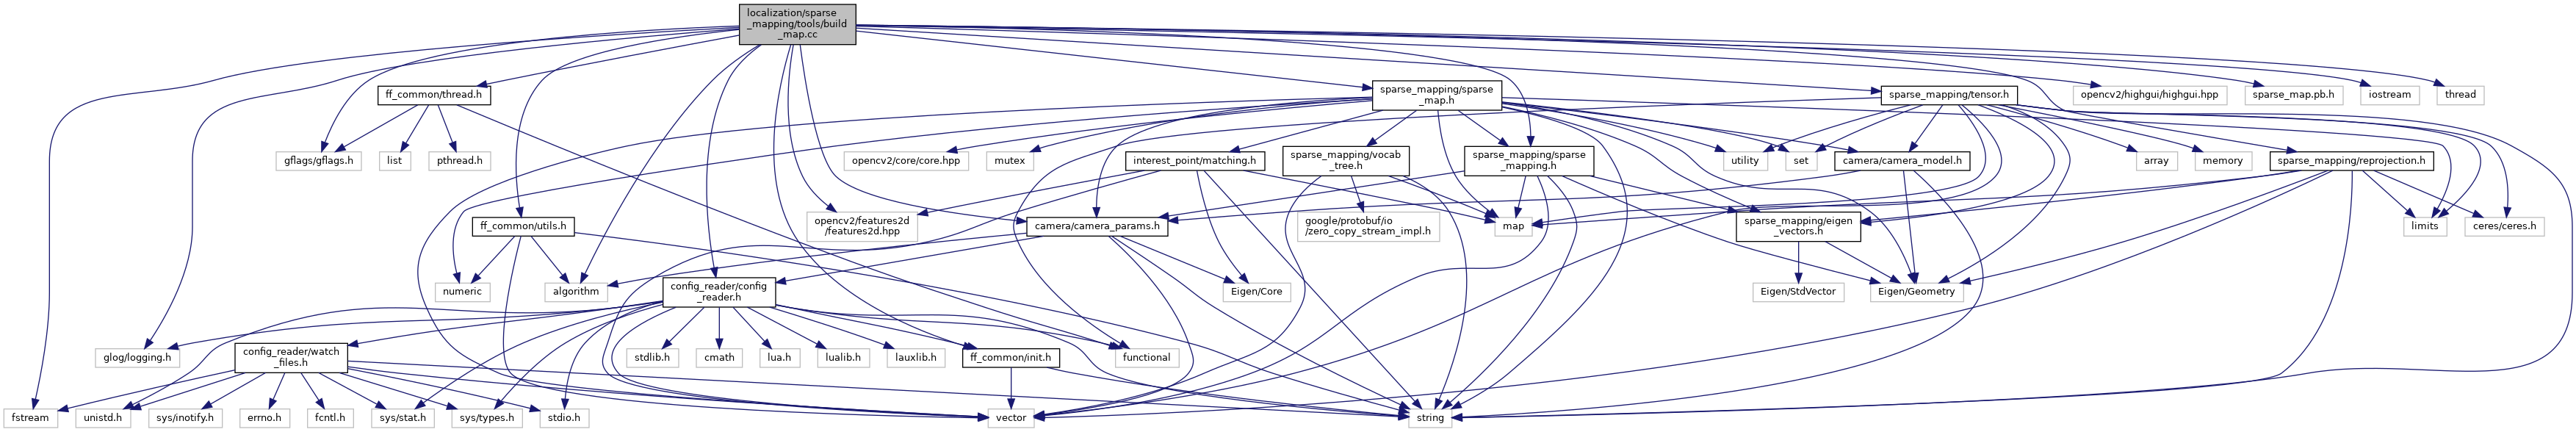 localization/sparse
_mapping/tools/build
_map.cc
sparse_mapping/sparse
_map.h
ff_common/thread.h
sparse_mapping/tensor.h
opencv2/highgui/highgui.hpp
sparse_map.pb.h
iostream
thread
gflags/gflags.h
list
pthread.h
opencv2/core/core.hpp
mutex
interest_point/matching.h
sparse_mapping/vocab
_tree.h
sparse_mapping/sparse
_mapping.h
utility
set
camera/camera_model.h
array
memory
sparse_mapping/reprojection.h
ff_common/utils.h
opencv2/features2d
/features2d.hpp
camera/camera_params.h
google/protobuf/io
/zero_copy_stream_impl.h
map
sparse_mapping/eigen
_vectors.h
limits
ceres/ceres.h
numeric
algorithm
config_reader/config
_reader.h
Eigen/Core
Eigen/StdVector
Eigen/Geometry
glog/logging.h
config_reader/watch
_files.h
stdlib.h
cmath
lua.h
lualib.h
lauxlib.h
ff_common/init.h
functional
fstream
unistd.h
sys/inotify.h
errno.h
fcntl.h
sys/stat.h
sys/types.h
stdio.h
vector
string